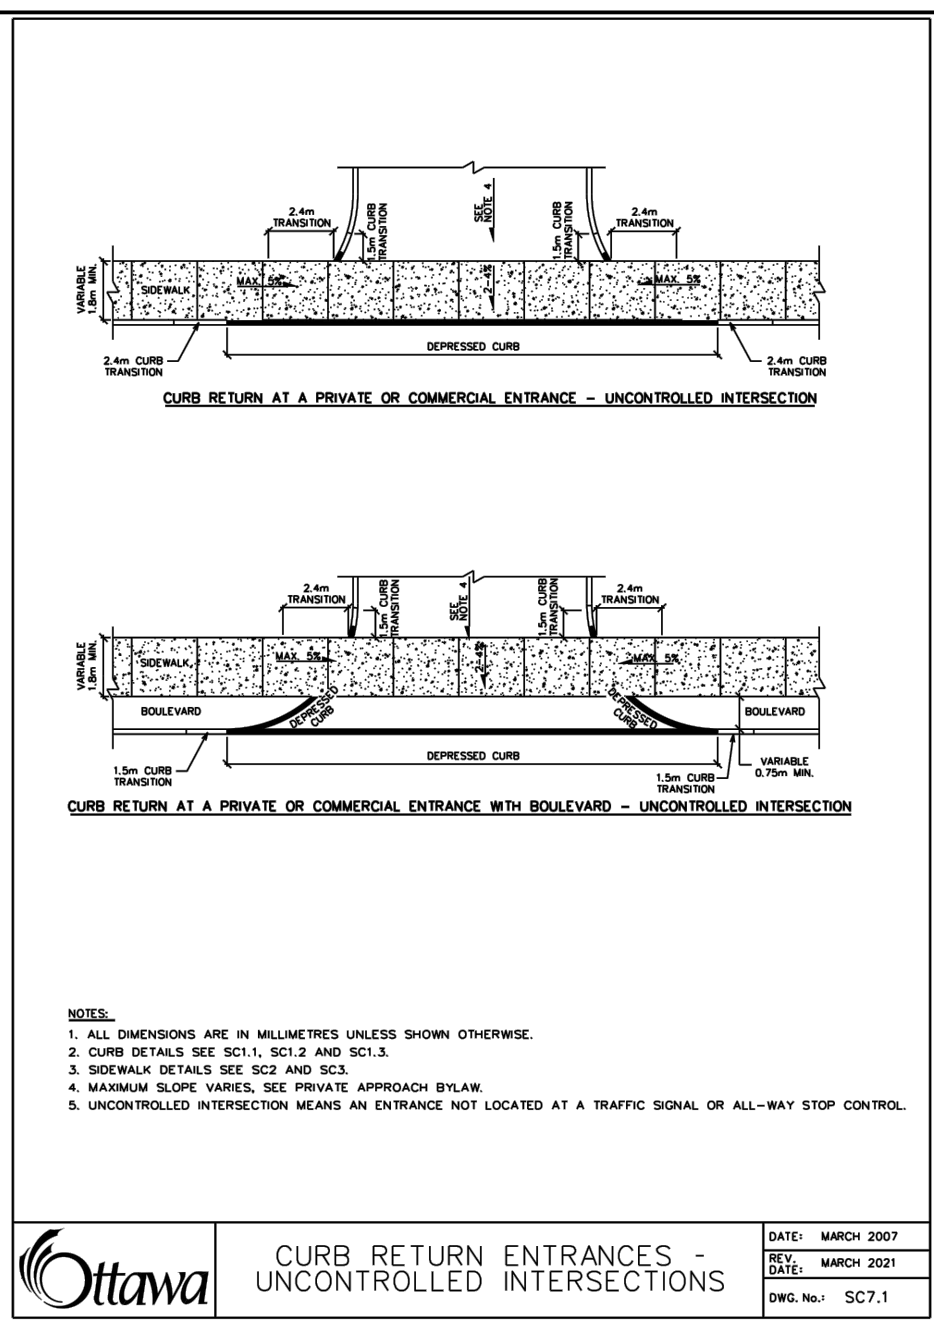 2.4m
TRANSITION
1.5m CURB
TRANSITION
SEE
NOTE 4
1.5m CURB
TRANSITION
2.4m
TRANSITION
VARIABLE
1.8m MIN.
SIDEWALK
MAX. 5%
2-4%
MAX. 5%
DEPRESSED CURB
2.4m CURB
TRANSITION
2.4m CURB
TRANSITION
CURB RETURN AT A PRIVATE OR COMMERCIAL ENTRANCE - UNCONTROLLED INTERSECTION
2.4m
TRANSITION
1.5m CURB
TRANSITION
SEE
NOTE 4
1.5m CURB
TRANSITION
2.4m
TRANSITION
VARIABLE
1.8m MIN.
SIDEWALK
MAX. 5%
2-4%
MAX. 5%
BOULEVARD
DEPRESSED
CURB
DEPRESSED
CURB
BOULEVARD
DEPRESSED CURB
VARIABLE
0.75m MIN.
1.5m CURB
TRANSITION
1.5m CURB
TRANSITION
CURB RETURN AT A PRIVATE OR COMMERCIAL ENTRANCE WITH BOULEVARD - UNCONTROLLED INTERSECTION
NOTES:
1. ALL DIMENSIONS ARE IN MILLIMETRES UNLESS SHOWN OTHERWISE.
2. CURB DETAILS SEE SC1.1, SC1.2 AND SC1.3.
3. SIDEWALK DETAILS SEE SC2 AND SC3.
4. MAXIMUM SLOPE VARIES, SEE PRIVATE APPROACH BYLAW.
5. UNCONTROLLED INTERSECTION MEANS AN ENTRANCE NOT LOCATED AT A TRAFFIC SIGNAL OR ALL-WAY STOP CONTROL.
Ottawa
CURB RETURN ENTRANCES -
UNCONTROLLED INTERSECTIONS
DATE: MARCH 2007
REV.
DATE: MARCH 2021
DWG. No.: SC7.1